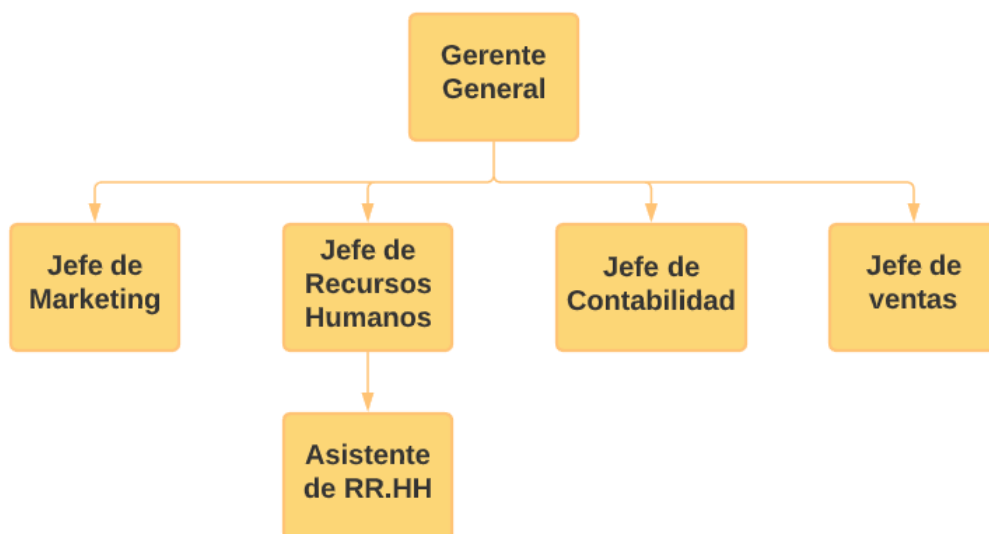 Gerente
General
Jefe de
Marketing
Jefe de
Recursos
Humanos
Jefe de
Contabilidad
Jefe de
ventas
Asistente
de RR.HH